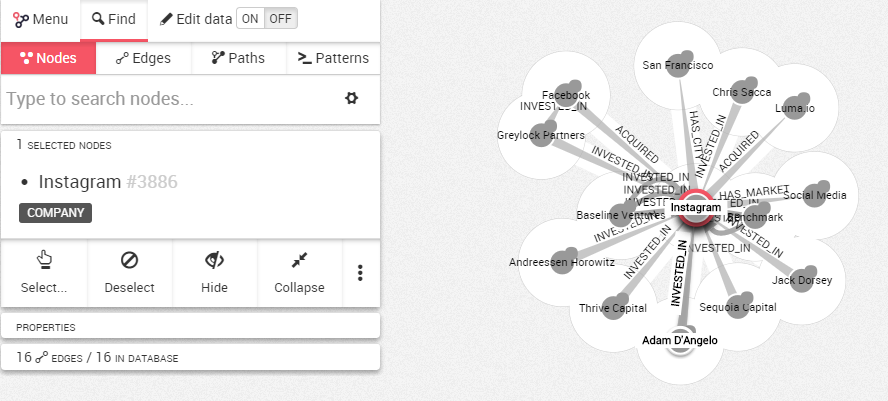 Menu Find Edit data ON OFF
Nodes Edges Paths Patterns
Type to search nodes...
1 SELECTED NODES
Instagram #3886
COMPANY
Select... Deselect Hide Collapse
PROPERTIES
16 EDGES / 16 IN DATABASE
San Francisco
Chris Sacca
Facebook
Luma.io
INVESTED_IN
Greylock Partners
ACQUIRED
HAS_CITY
INVESTED_IN
ACQUIRED
INVESTED_IN
INVESTED_IN
INVESTED_IN
HAS_MARKET
Social Media
Instagram
Baseline Ventures
Benchmark
INVESTED_IN
INVESTED_IN
INVESTED_IN
Andreessen Horowitz
INVESTED_IN
INVESTED_IN
Jack Dorsey
Thrive Capital
Sequoia Capital
Adam D'Angelo